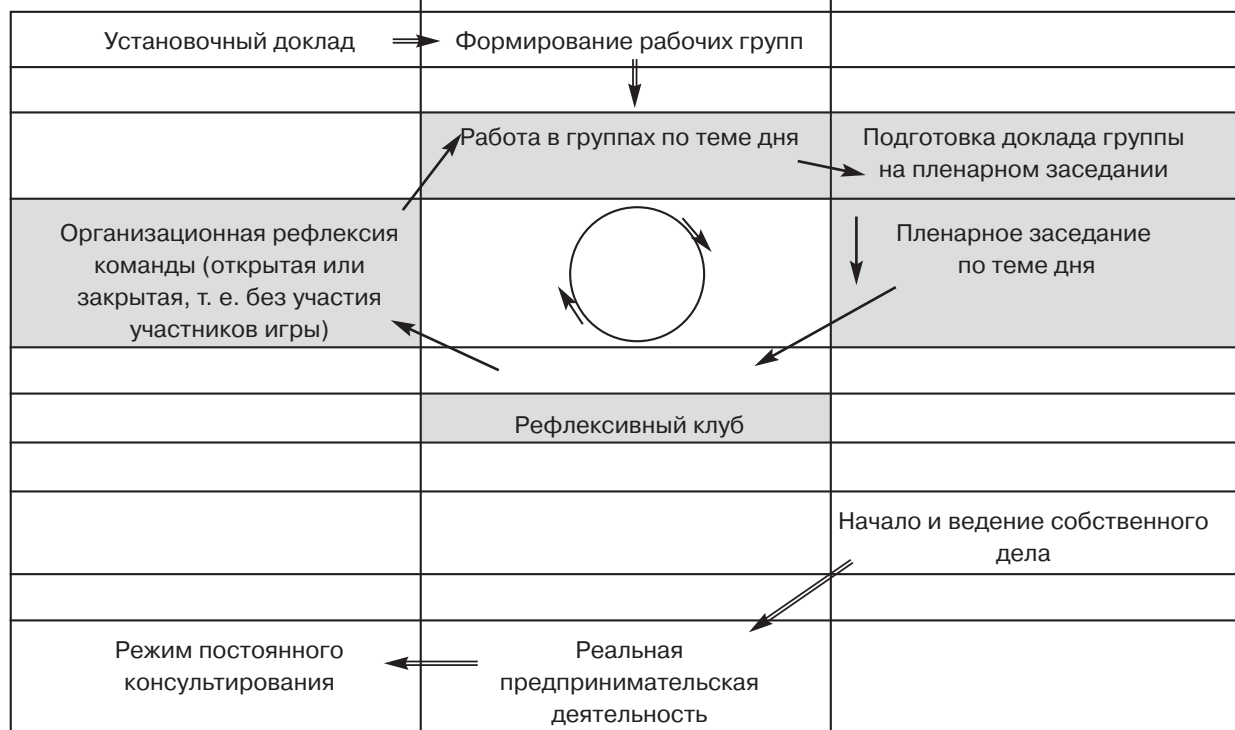 Установочный доклад
Формирование рабочих групп
Работа в группах по теме дня
Подготовка доклада группы
на пленарном заседании
Организационная рефлексия
команды (открытая или
закрытая, т. е. без участия
участников игры)
Пленарное заседание
по теме дня
Рефлексивный клуб
Начало и ведение собственного
дела
Режим постоянного
консультирования
Реальная
предпринимательская
деятельность